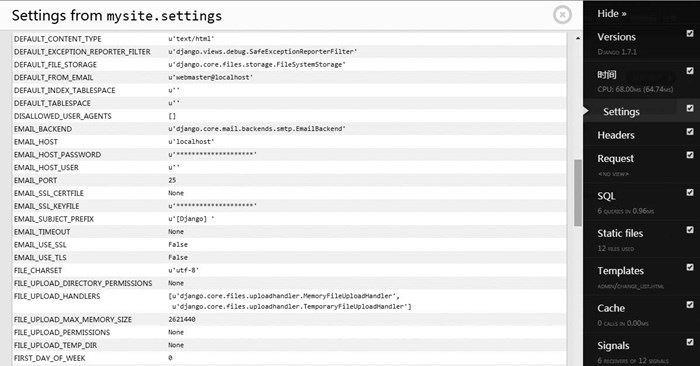 Settings from mysite.settings
DEFAULT_CONTENT_TYPE u'text/html'
DEFAULT_EXCEPTION_REPORTER_FILTER u'django.views.debug.SafeExceptionReporterFilter'
DEFAULT_FILE_STORAGE u'django.core.files.storage.FileSystemStorage'
DEFAULT_FROM_EMAIL u'webmaster@localhost'
DEFAULT_INDEX_TABLESPACE u''
DEFAULT_TABLESPACE u''
DISALLOWED_USER_AGENTS []
EMAIL_BACKEND u'django.core.mail.backends.smtp.EmailBackend'
EMAIL_HOST u'localhost'
EMAIL_HOST_PASSWORD u'********************'
EMAIL_HOST_USER u''
EMAIL_PORT 25
EMAIL_SSL_CERTFILE None
EMAIL_SSL_KEYFILE u'********************'
EMAIL_SUBJECT_PREFIX u'[Django] '
EMAIL_TIMEOUT None
EMAIL_USE_SSL False
EMAIL_USE_TLS False
FILE_CHARSET u'utf-8'
FILE_UPLOAD_DIRECTORY_PERMISSIONS None
FILE_UPLOAD_HANDLERS [u'django.core.files.uploadhandler.MemoryFileUploadHandler',
u'django.core.files.uploadhandler.TemporaryFileUploadHandler']
FILE_UPLOAD_MAX_MEMORY_SIZE 2621440
FILE_UPLOAD_PERMISSIONS None
FILE_UPLOAD_TEMP_DIR None
FIRST_DAY_OF_WEEK 0
Hide »
Versions
DJANGO 1.7.1
时间
CPU: 68.00MS (64.74MS)
Settings
Headers
Request
<NO VIEW>
SQL
6 QUERIES IN 0.96MS
Static files
12 FILES USED
Templates
ADMIN/CHANGE_LIST.HTML
Cache
0 CALLS IN 0.00MS
Signals
6 RECEIVERS OF 12 SIGNALS